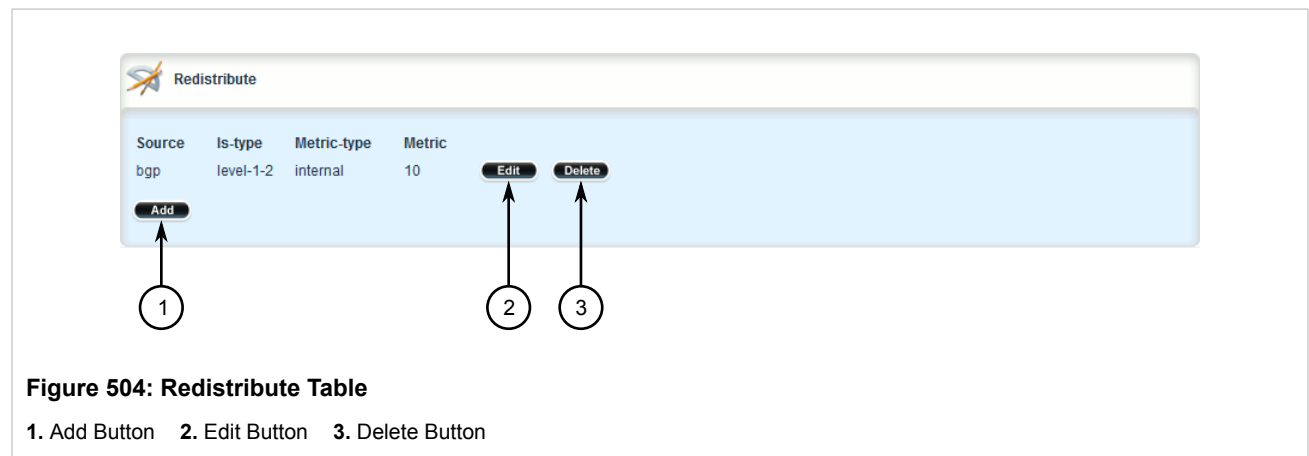 Redistribute
Source Is-type Metric-type Metric
bgp level-1-2 internal 10 Edit Delete
Add
1 2 3
Figure 504: Redistribute Table
1. Add Button 2. Edit Button 3. Delete Button